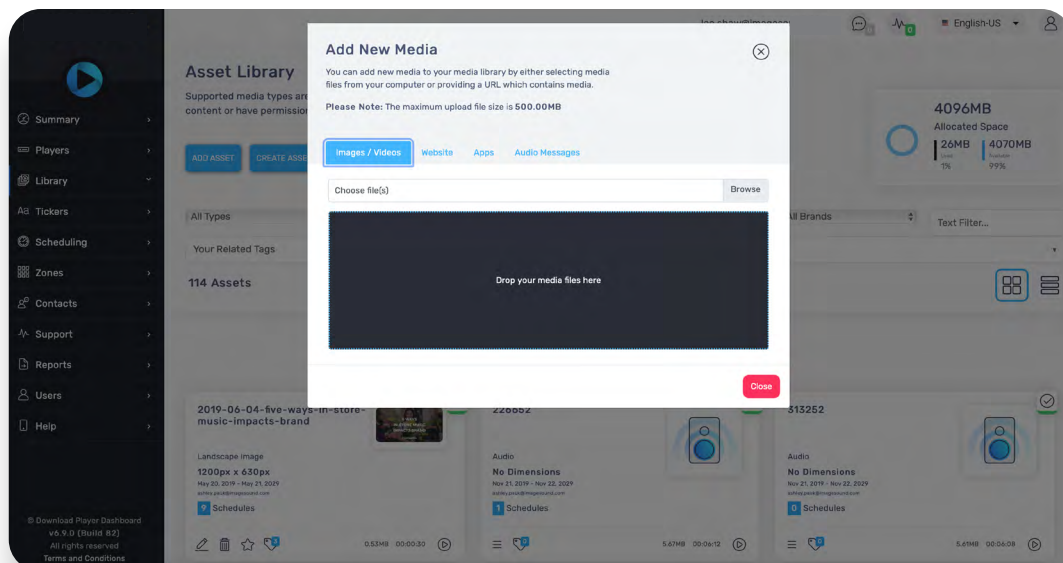 English-US
Summary
Players
Library
AB Tickers
Scheduling
Zones
Contacts
Support
Reports
Users
Help
© Download Player Dashboard
v6.9.0 (Build 82)
All rights reserved
Terms and Conditions
Asset Library
Supported media types are
content or have permission
ADD ASSET
CREATE ASSE
4096MB
Allocated Space
26MB
4070MB
Used
Available
1%
99%
All Types
All Brands
Text Filter...
Your Related Tags
114 Assets
Add New Media
You can add new media to your media library by either selecting media
files from your computer or providing a URL which contains media.
Please Note: The maximum upload file size is 500.00MB
Images / Videos
Website
Apps
Audio Messages
Choose file(s)
Browse
Drop your media files here
Close
2019-06-04-five-ways-in-store-
music-impacts-brand
Landscape image
1200px x 630px
May 20, 2019 - May 21, 2029
9 Schedules
0.53MB 00:00:30
226652
Audio
No Dimensions
Nov 21, 2019 - Nov 22, 2029
1 Schedules
5.67MB 00:06:12
313252
Audio
No Dimensions
Nov 21, 2019 - Nov 22, 2029
0 Schedules
5.61MB 00:06:08